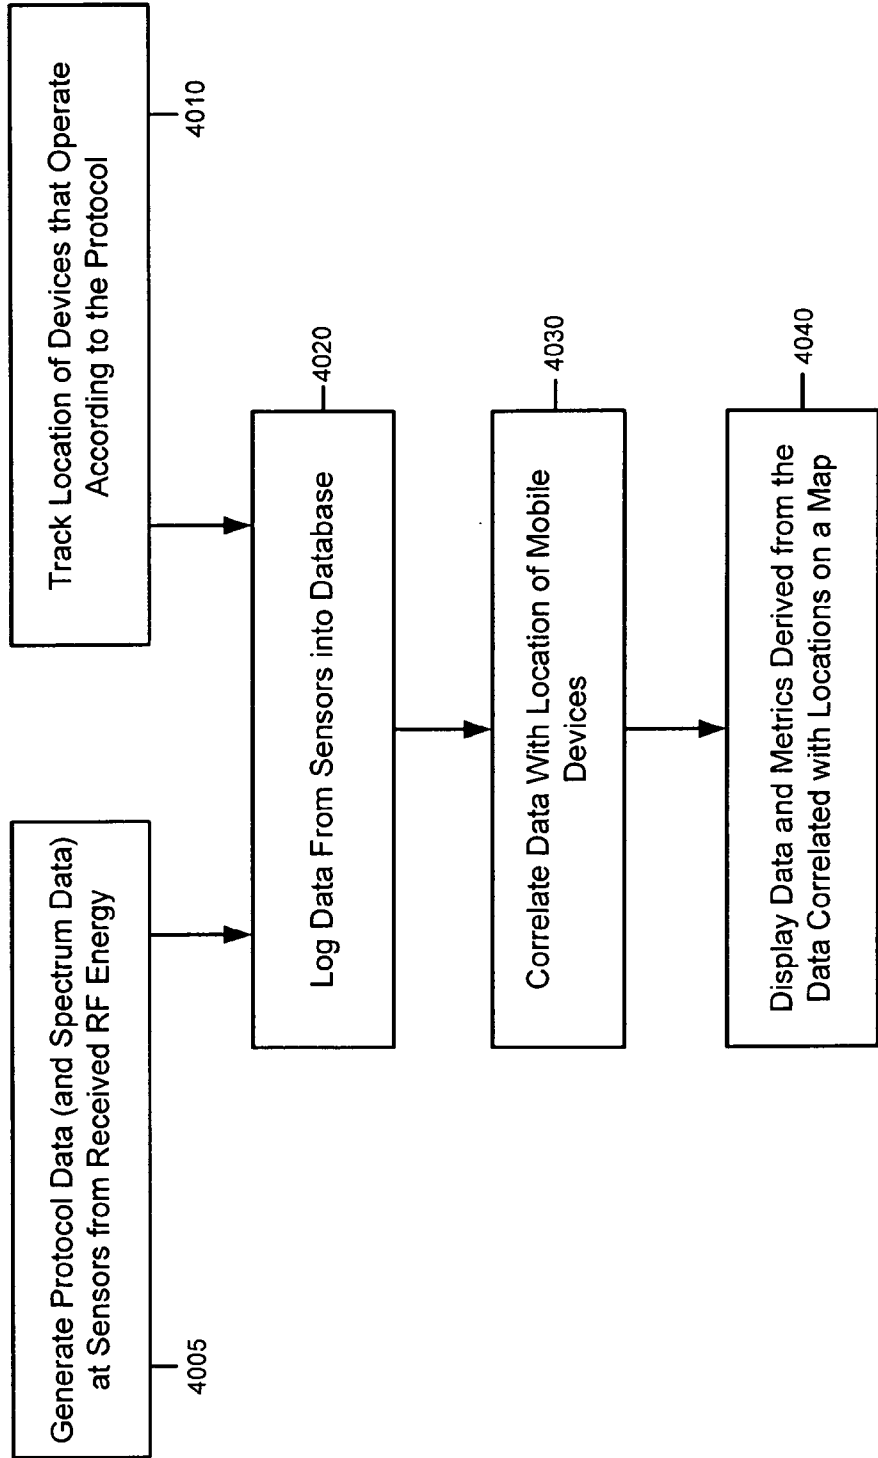 Generate Protocol Data (and Spectrum Data)
at Sensors from Received RF Energy
4005
Track Location of Devices that Operate
According to the Protocol
4010
Log Data From Sensors into Database
4020
Correlate Data With Location of Mobile
Devices
4030
Display Data and Metrics Derived from the
Data Correlated with Locations on a Map
4040